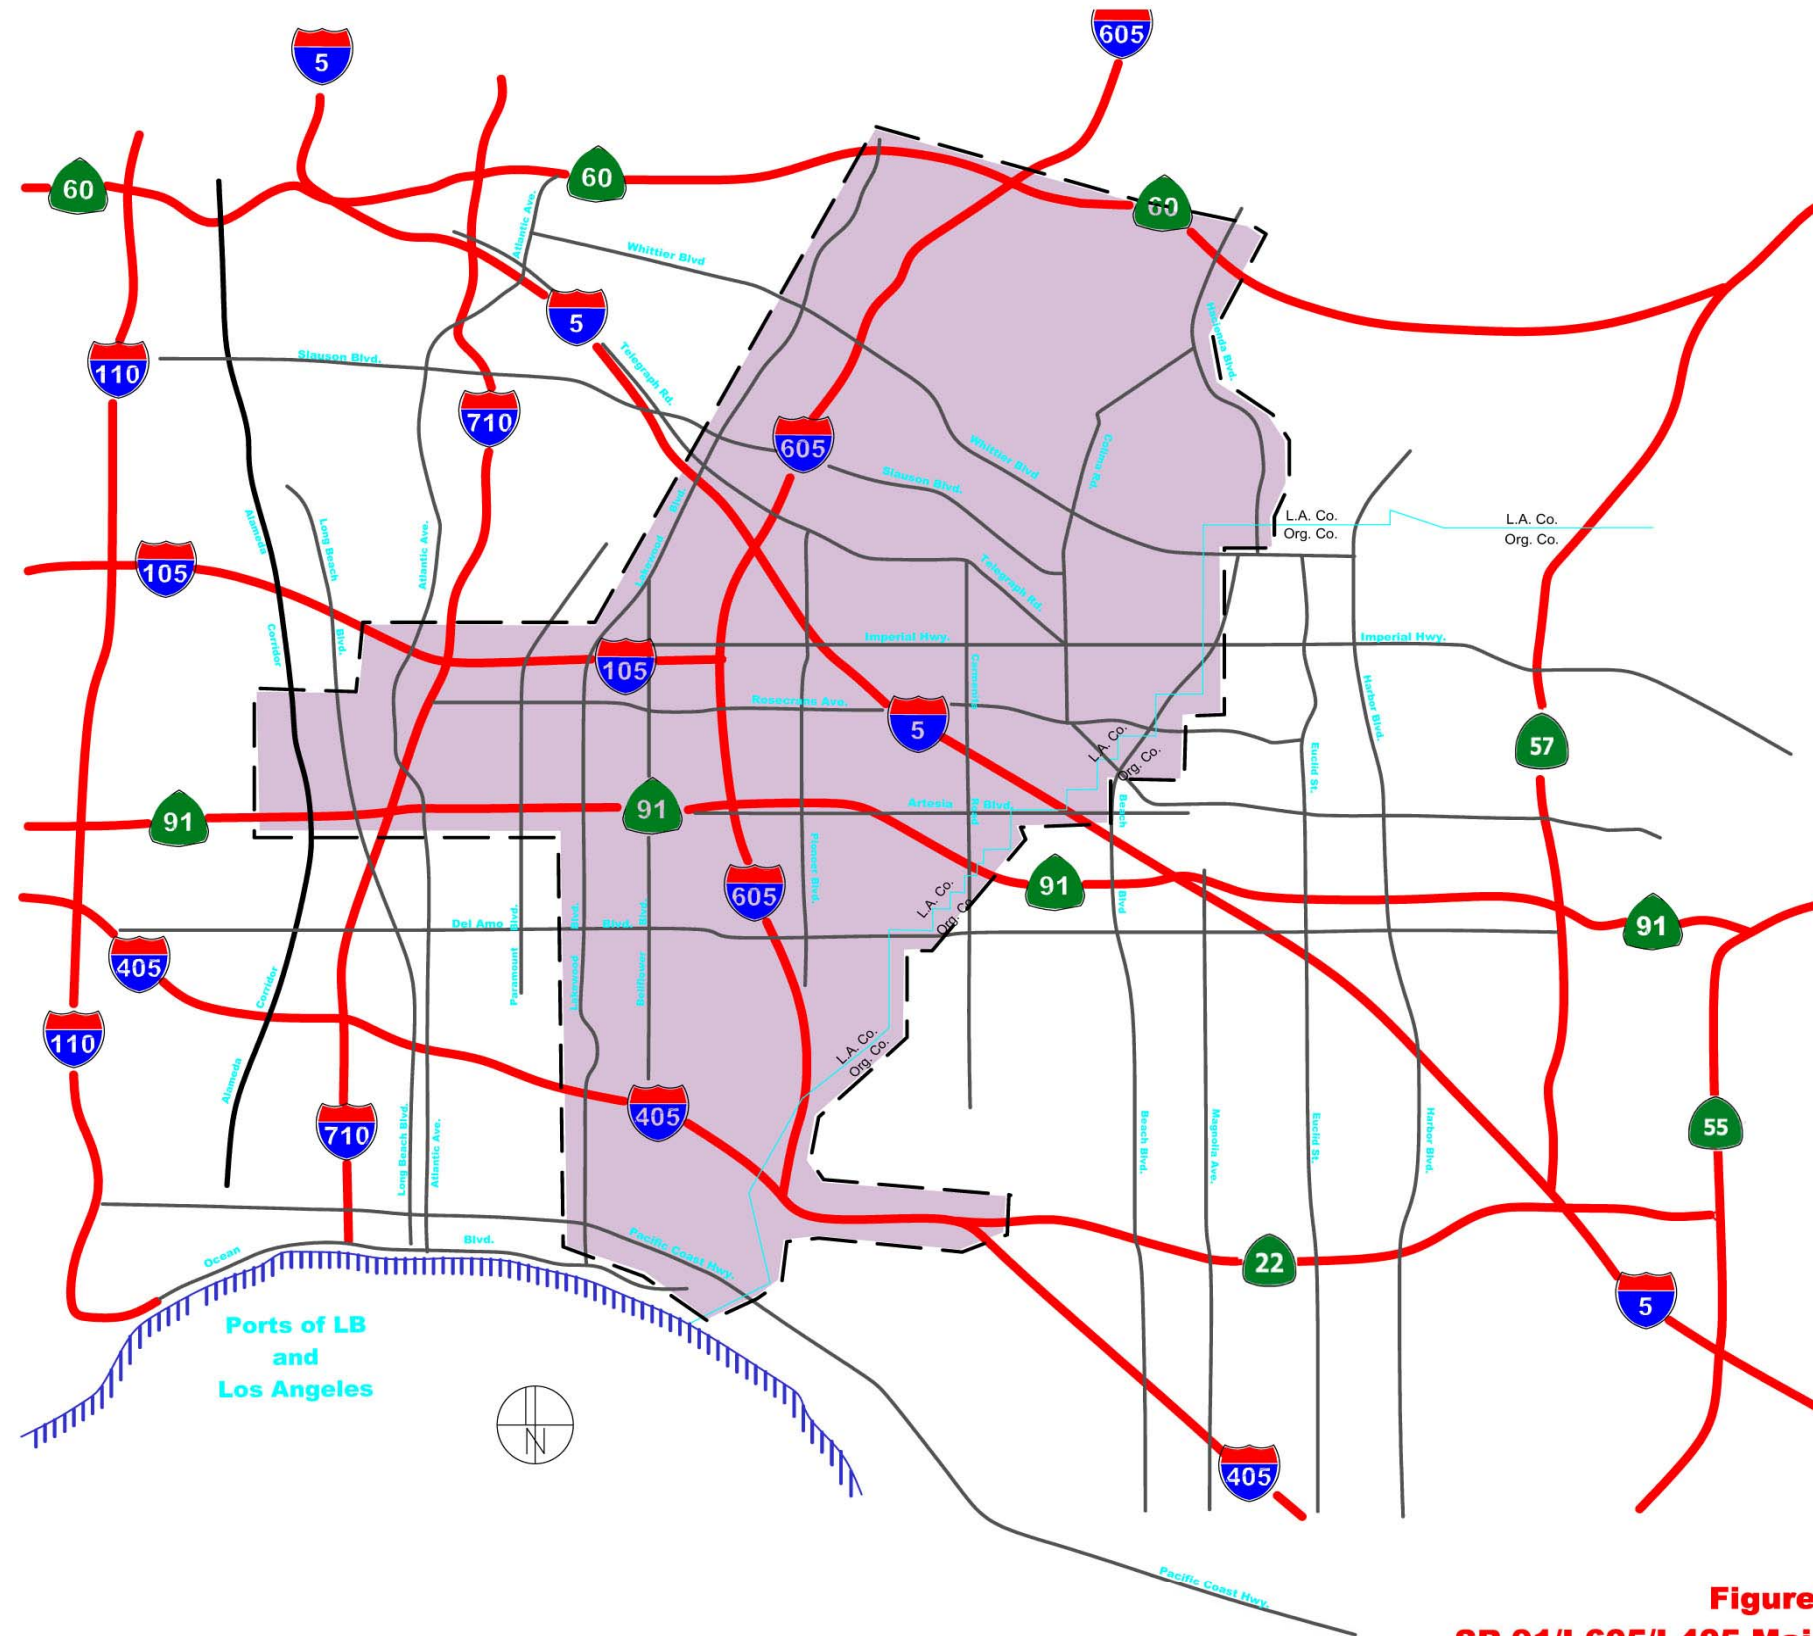 605
5
60
60
60
Atlantic Ave.
Whittier Blvd
5
Hacienda Blvd.
110
Slauson Blvd.
Telegraph Rd.
710
605
Whittier Blvd
Colima Rd.
Slauson Blvd.
Blvd.
Lakewood
L.A. Co.
Org. Co.
L.A. Co.
Org. Co.
Alameda
Long Beach
Atlantic Ave.
105
Telegraph Rd.
Corridor
Blvd.
Imperial Hwy.
Imperial Hwy.
105
Carmenita
Rosecrans Ave.
Harbor Blvd.
5
57
L.A. Co.
Org. Co.
Euclid St.
91
91
Artesia
Road
Blvd.
Beach
Pioneer Blvd.
605
91
Blvd
L.A. Co.
Org. Co.
91
Del Amo
Blvd.
Paramount
Blvd.
Lakewood
Blvd.
Bellflower
Blvd.
405
Corridor
110
L.A. Co.
Org. Co.
Alameda
405
710
Long Beach Blvd.
Atlantic Ave.
Beach Blvd.
Magnolia Ave.
Euclid St.
Harbor Blvd.
55
Ocean
Blvd.
Pacific Coast Hwy.
22
5
Ports of LB
and
Los Angeles
N
405
Pacific Coast Hwy.
Figure